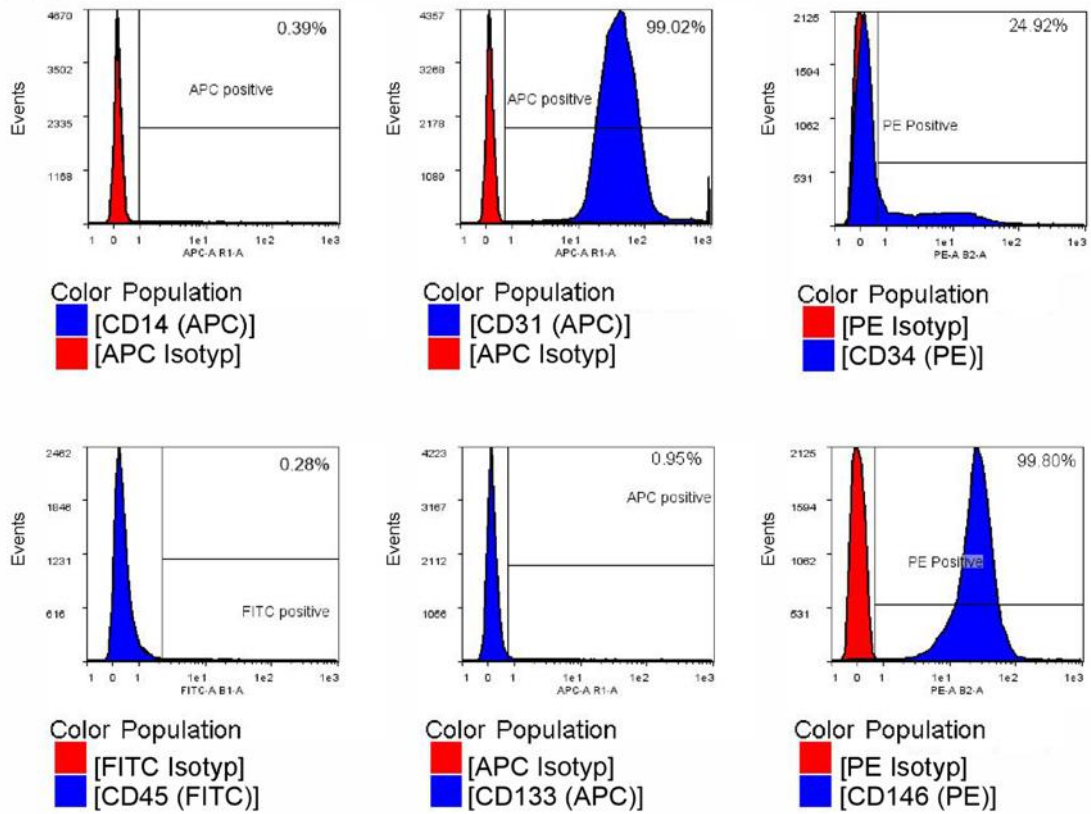 4670
3502
2335
1168
Events
0.39%
APC positive
1 0 1 1e1 1e2 1e3
APC-A R1-A
Color Population
[CD14 (APC)]
[APC Isotyp]
4357
3268
2178
1089
Events
99.02%
APC positive
1 0 1 1e1 1e2 1e3
APC-A R1-A
Color Population
[CD31 (APC)]
[APC Isotyp]
2125
1594
1062
531
Events
24.92%
PE Positive
1 0 1 1e1 1e2 1e3
PE-A B2-A
Color Population
[PE Isotyp]
[CD34 (PE)]
2462
1846
1231
616
Events
0.28%
FITC positive
1 0 1 1e1 1e2 1e3
FITC-A B1-A
Color Population
[FITC Isotyp]
[CD45 (FITC)]
4223
3167
2112
1056
Events
0.95%
APC positive
1 0 1 1e1 1e2 1e3
APC-A R1-A
Color Population
[APC Isotyp]
[CD133 (APC)]
2125
1594
1062
531
Events
99.80%
PE Positive
1 0 1 1e1 1e2 1e3
PE-A B2-A
Color Population
[PE Isotyp]
[CD146 (PE)]